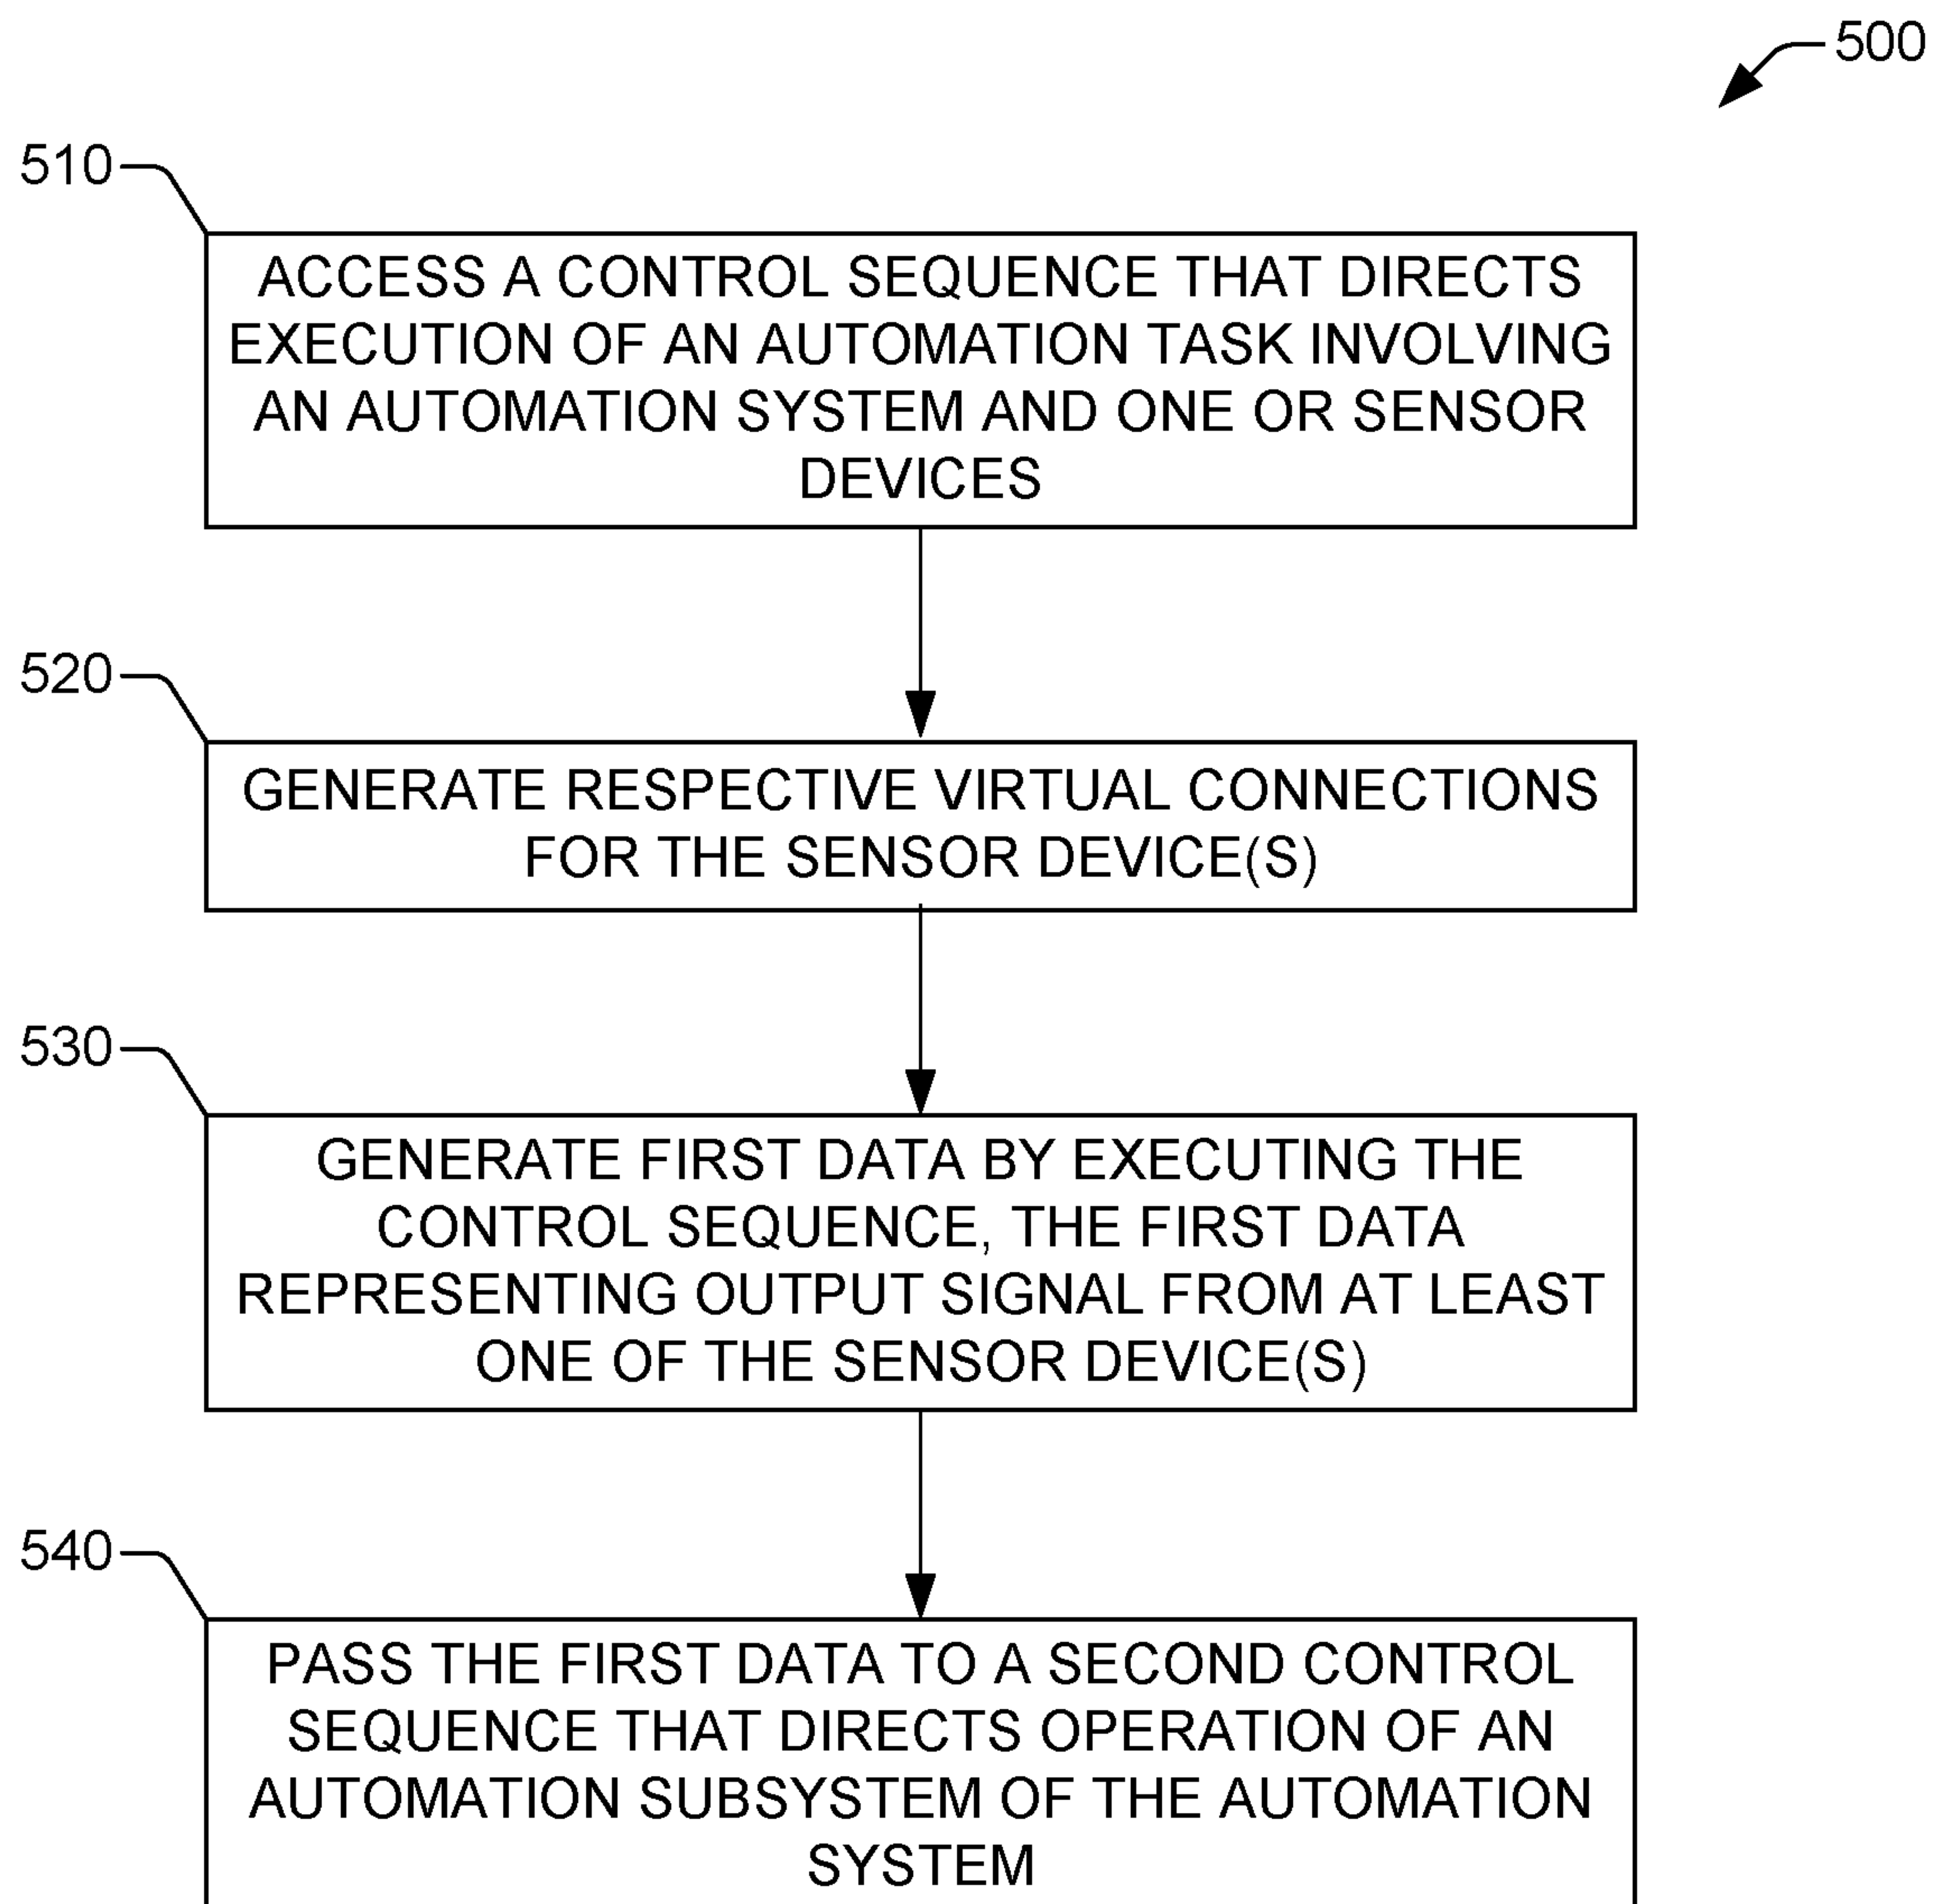 500
510
ACCESS A CONTROL SEQUENCE THAT DIRECTS
EXECUTION OF AN AUTOMATION TASK INVOLVING
AN AUTOMATION SYSTEM AND ONE OR SENSOR
DEVICES
520
GENERATE RESPECTIVE VIRTUAL CONNECTIONS
FOR THE SENSOR DEVICE(S)
530
GENERATE FIRST DATA BY EXECUTING THE
CONTROL SEQUENCE, THE FIRST DATA
REPRESENTING OUTPUT SIGNAL FROM AT LEAST
ONE OF THE SENSOR DEVICE(S)
540
PASS THE FIRST DATA TO A SECOND CONTROL
SEQUENCE THAT DIRECTS OPERATION OF AN
AUTOMATION SUBSYSTEM OF THE AUTOMATION
SYSTEM